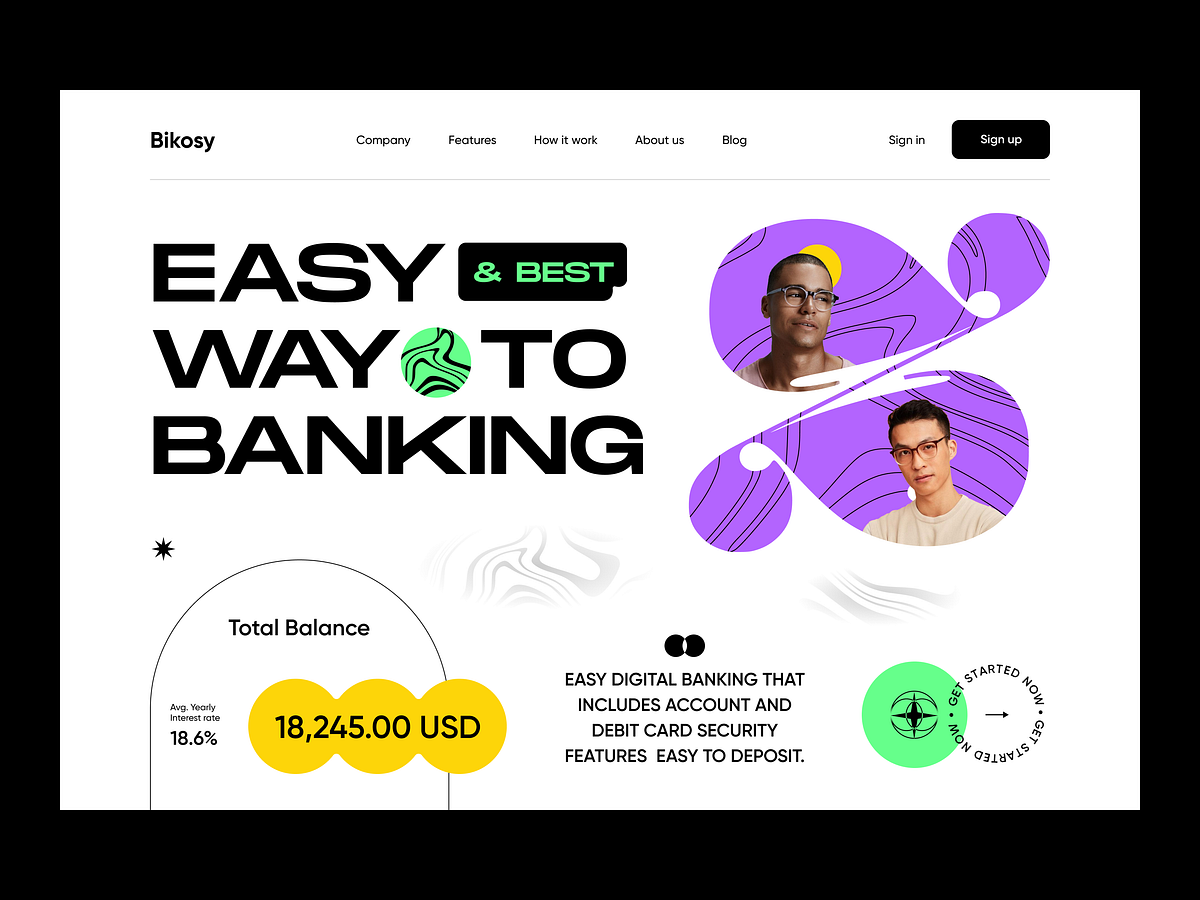 Bikosy
Company Features How it work About us Blog
Sign in Sign up
EASY & BEST
WAY TO
BANKING
Total Balance
Avg. Yearly
Interest rate
18.6%
18,245.00 USD
EASY DIGITAL BANKING THAT
INCLUDES ACCOUNT AND
DEBIT CARD SECURITY
FEATURES EASY TO DEPOSIT.
GET STARTED NOW • GET STARTED NOW •